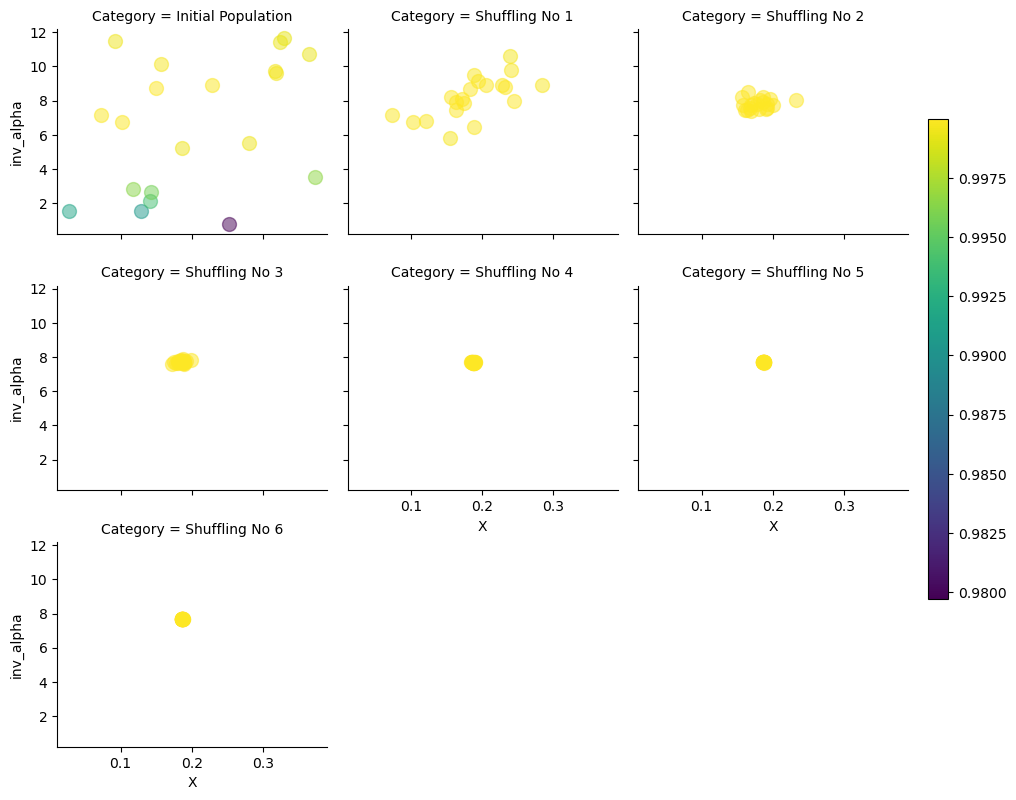 Category = Initial Population
Category = Shuffling No 1
Category = Shuffling No 2
12
10
8
6
4
2
inv_alpha
Category = Shuffling No 3
Category = Shuffling No 4
Category = Shuffling No 5
12
10
8
6
4
2
inv_alpha
0.1
0.2
0.3
X
0.1
0.2
0.3
X
Category = Shuffling No 6
12
10
8
6
4
2
inv_alpha
0.1
0.2
0.3
X
0.9975
0.9950
0.9925
0.9900
0.9875
0.9850
0.9825
0.9800